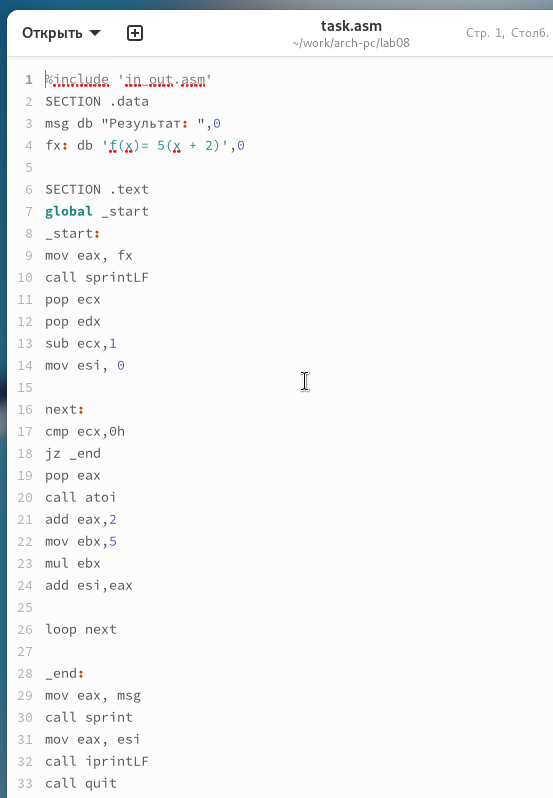 Открыть
task.asm
~/work/arch-pc/lab08
Стр. 1, Столб.
1 %include 'in_out.asm'
2 SECTION .data
3 msg db "Результат: ",0
4 fx: db 'f(x)= 5(x + 2)',0
5
6 SECTION .text
7 global _start
8 _start:
9 mov eax, fx
10 call sprintLF
11 pop ecx
12 pop edx
13 sub ecx,1
14 mov esi, 0
15
16 next:
17 cmp ecx,0h
18 jz _end
19 pop eax
20 call atoi
21 add eax,2
22 mov ebx,5
23 mul ebx
24 add esi,eax
25
26 loop next
27
28 _end:
29 mov eax, msg
30 call sprint
31 mov eax, esi
32 call iprintLF
33 call quit